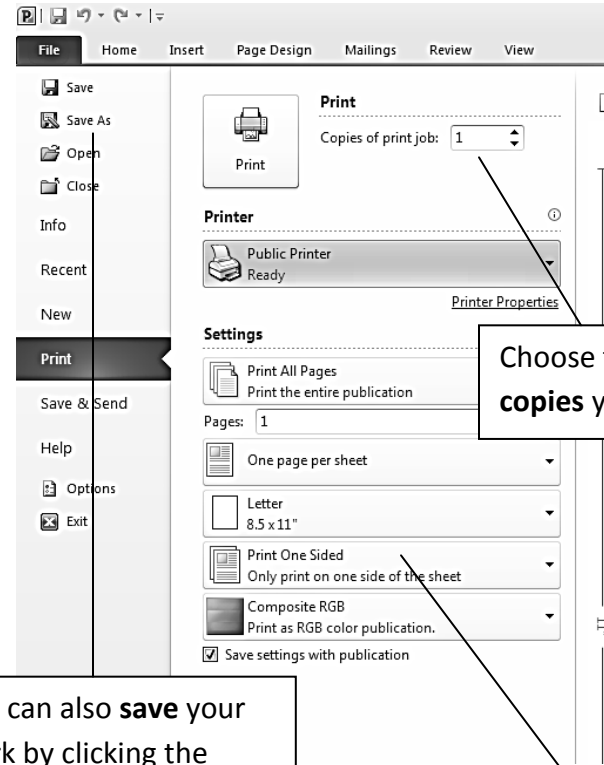 P
File Home Insert Page Design Mailings Review View
Save
Save As
Open
Close
Info
Recent
New
Print
Save & Send
Help
Options
Exit
Print
Print
Copies of print job: 1
Printer
Public Printer
Ready
Printer Properties
Settings
Print All Pages
Print the entire publication
Pages: 1
One page per sheet
Letter
8.5 x 11"
Print One Sided
Only print on one side of the sheet
Composite RGB
Print as RGB color publication.
Save settings with publication
Choose
copies y
can also save your
k by clicking the